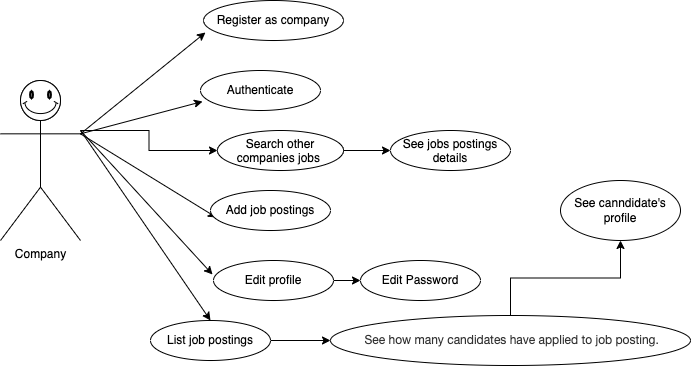 Register as company
Authenticate
Search other
companies jobs
See jobs postings
details
Add job postings
See canndidate's
profile
Company
Edit profile
Edit Password
List job postings
See how many candidates have applied to job posting.